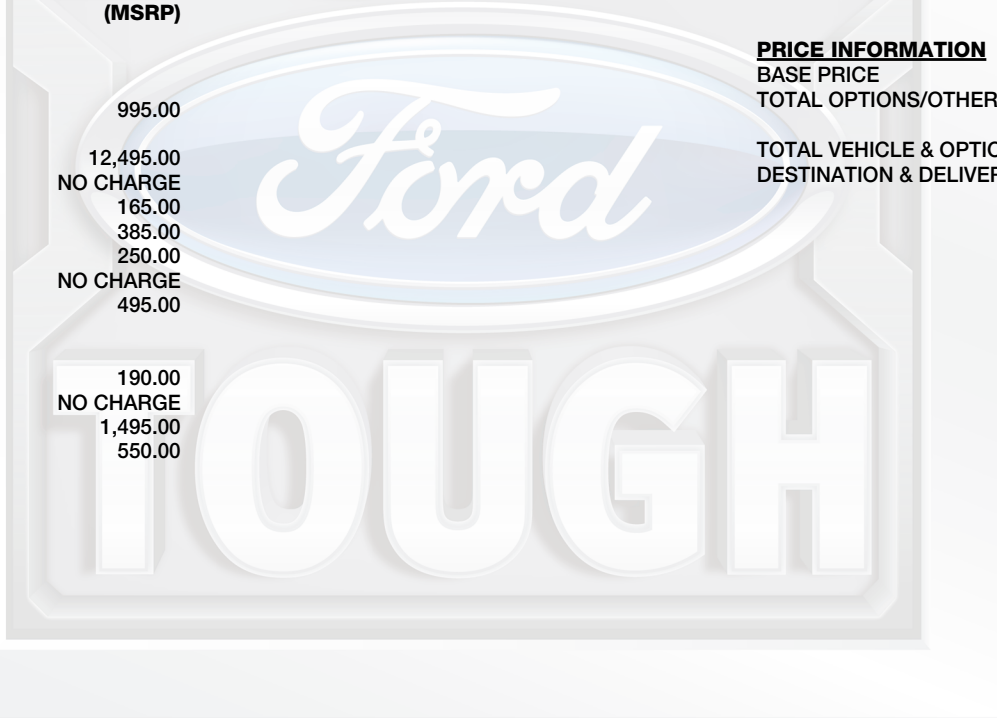 (MSRP)
995.00
12,495.00
NO CHARGE
165.00
385.00
250.00
NO CHARGE
495.00
190.00
NO CHARGE
1,495.00
550.00
PRICE INFORMATION
BASE PRICE
TOTAL OPTIONS/OTHER
TOTAL VEHICLE & OPTIO
DESTINATION & DELIVER
Ford
TOUGH